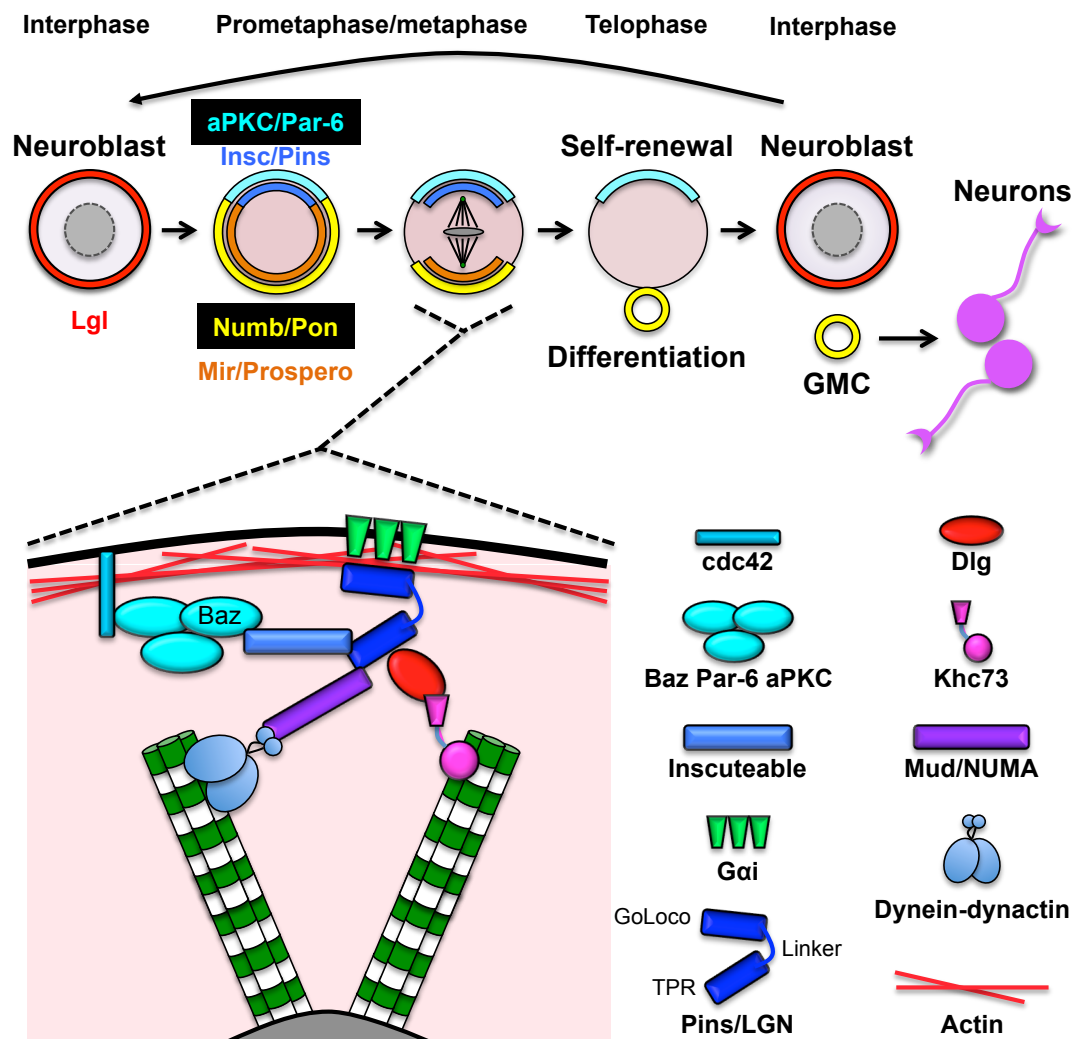 Interphase
Prometaphase/metaphase
Telophase
Interphase
aPKC/Par-6
Insc/Pins
Neuroblast
Self-renewal
Neuroblast
Neurons
Lgl
Numb/Pon
Mir/Prospero
Differentiation
GMC
Baz
cdc42
Dlg
Baz Par-6 aPKC
Khc73
Inscuteable
Mud/NUMA
Gαi
Dynein-dynactin
GoLoco
Linker
TPR
Pins/LGN
Actin